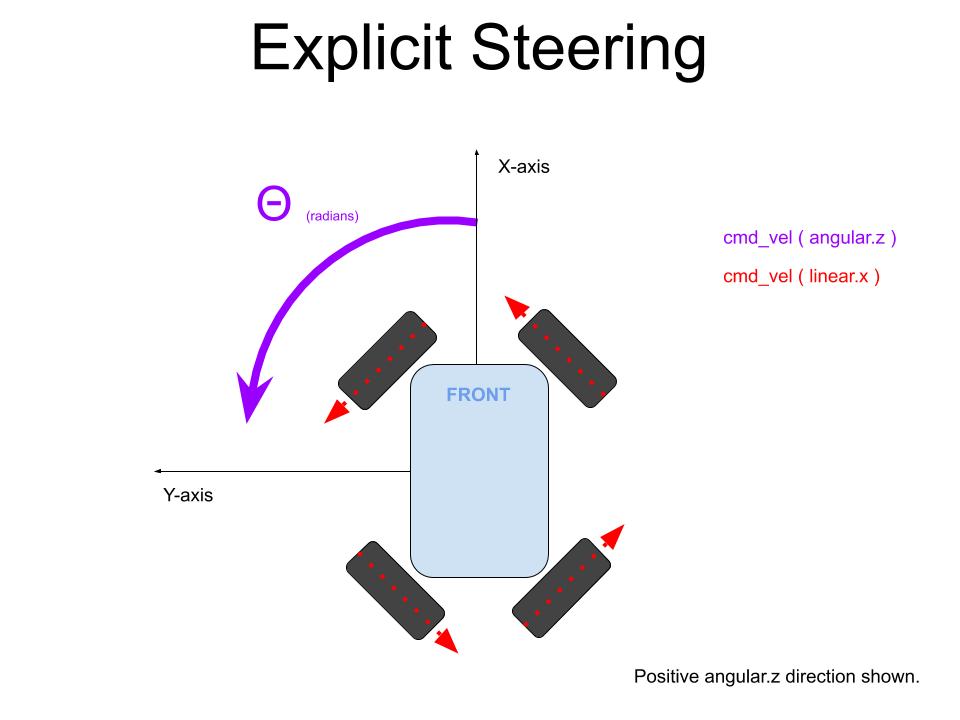 Explicit Steering
X-axis
Θ (radians)
cmd_vel ( angular.z )
cmd_vel ( linear.x )
FRONT
Y-axis
Positive angular.z direction shown.